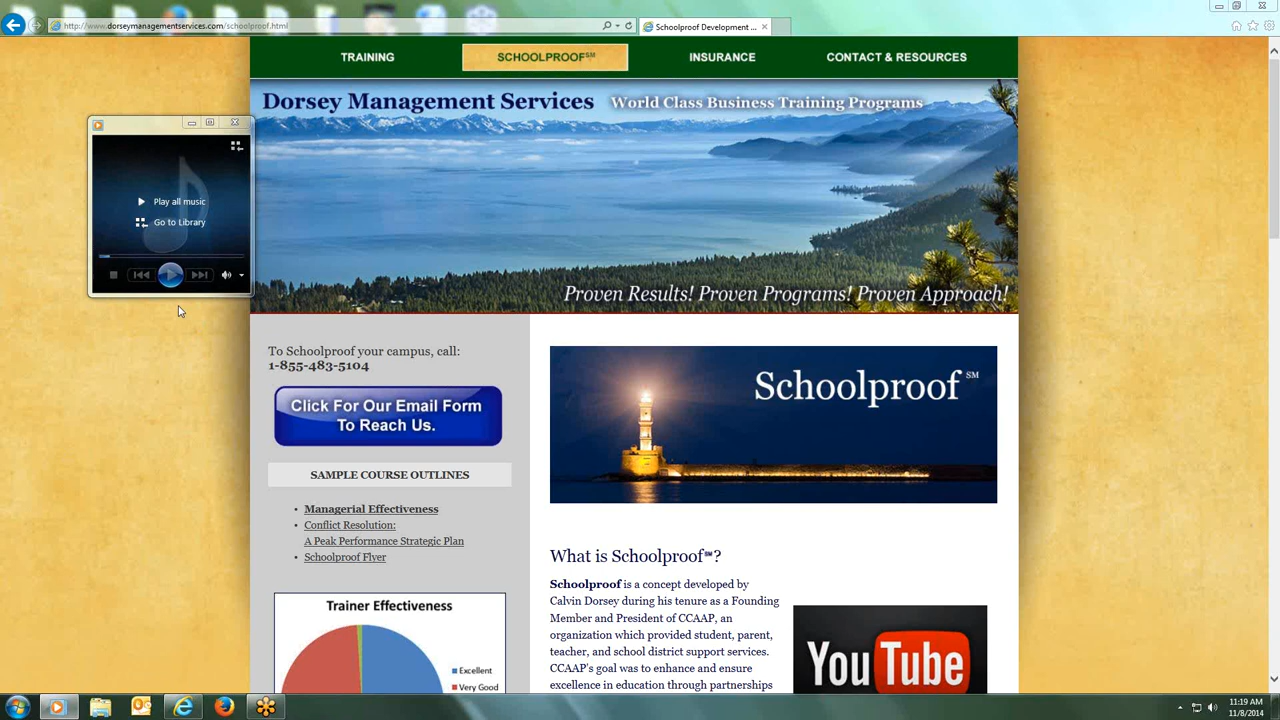 http://www.dorseymanagementservices.com/schoolproof.html
Schoolproof Development ...
TRAINING
SCHOOLPROOF℠
INSURANCE
CONTACT & RESOURCES
Dorsey Management Services
World Class Business Training Programs
Play all music
Go to Library
Proven Results! Proven Programs! Proven Approach!
To Schoolproof your campus, call:
1-855-483-5104
Click For Our Email Form
To Reach Us.
SAMPLE COURSE OUTLINES
• Managerial Effectiveness
• Conflict Resolution:
A Peak Performance Strategic Plan
• Schoolproof Flyer
Trainer Effectiveness
Excellent
Very Good
Schoolproof ℠
What is Schoolproof℠?
Schoolproof is a concept developed by
Calvin Dorsey during his tenure as a Founding
Member and President of CCAAP, an
organization which provided student, parent,
teacher, and school district support services.
CCAAP's goal was to enhance and ensure
excellence in education through partnerships
YouTube
11:19 AM
11/8/2014